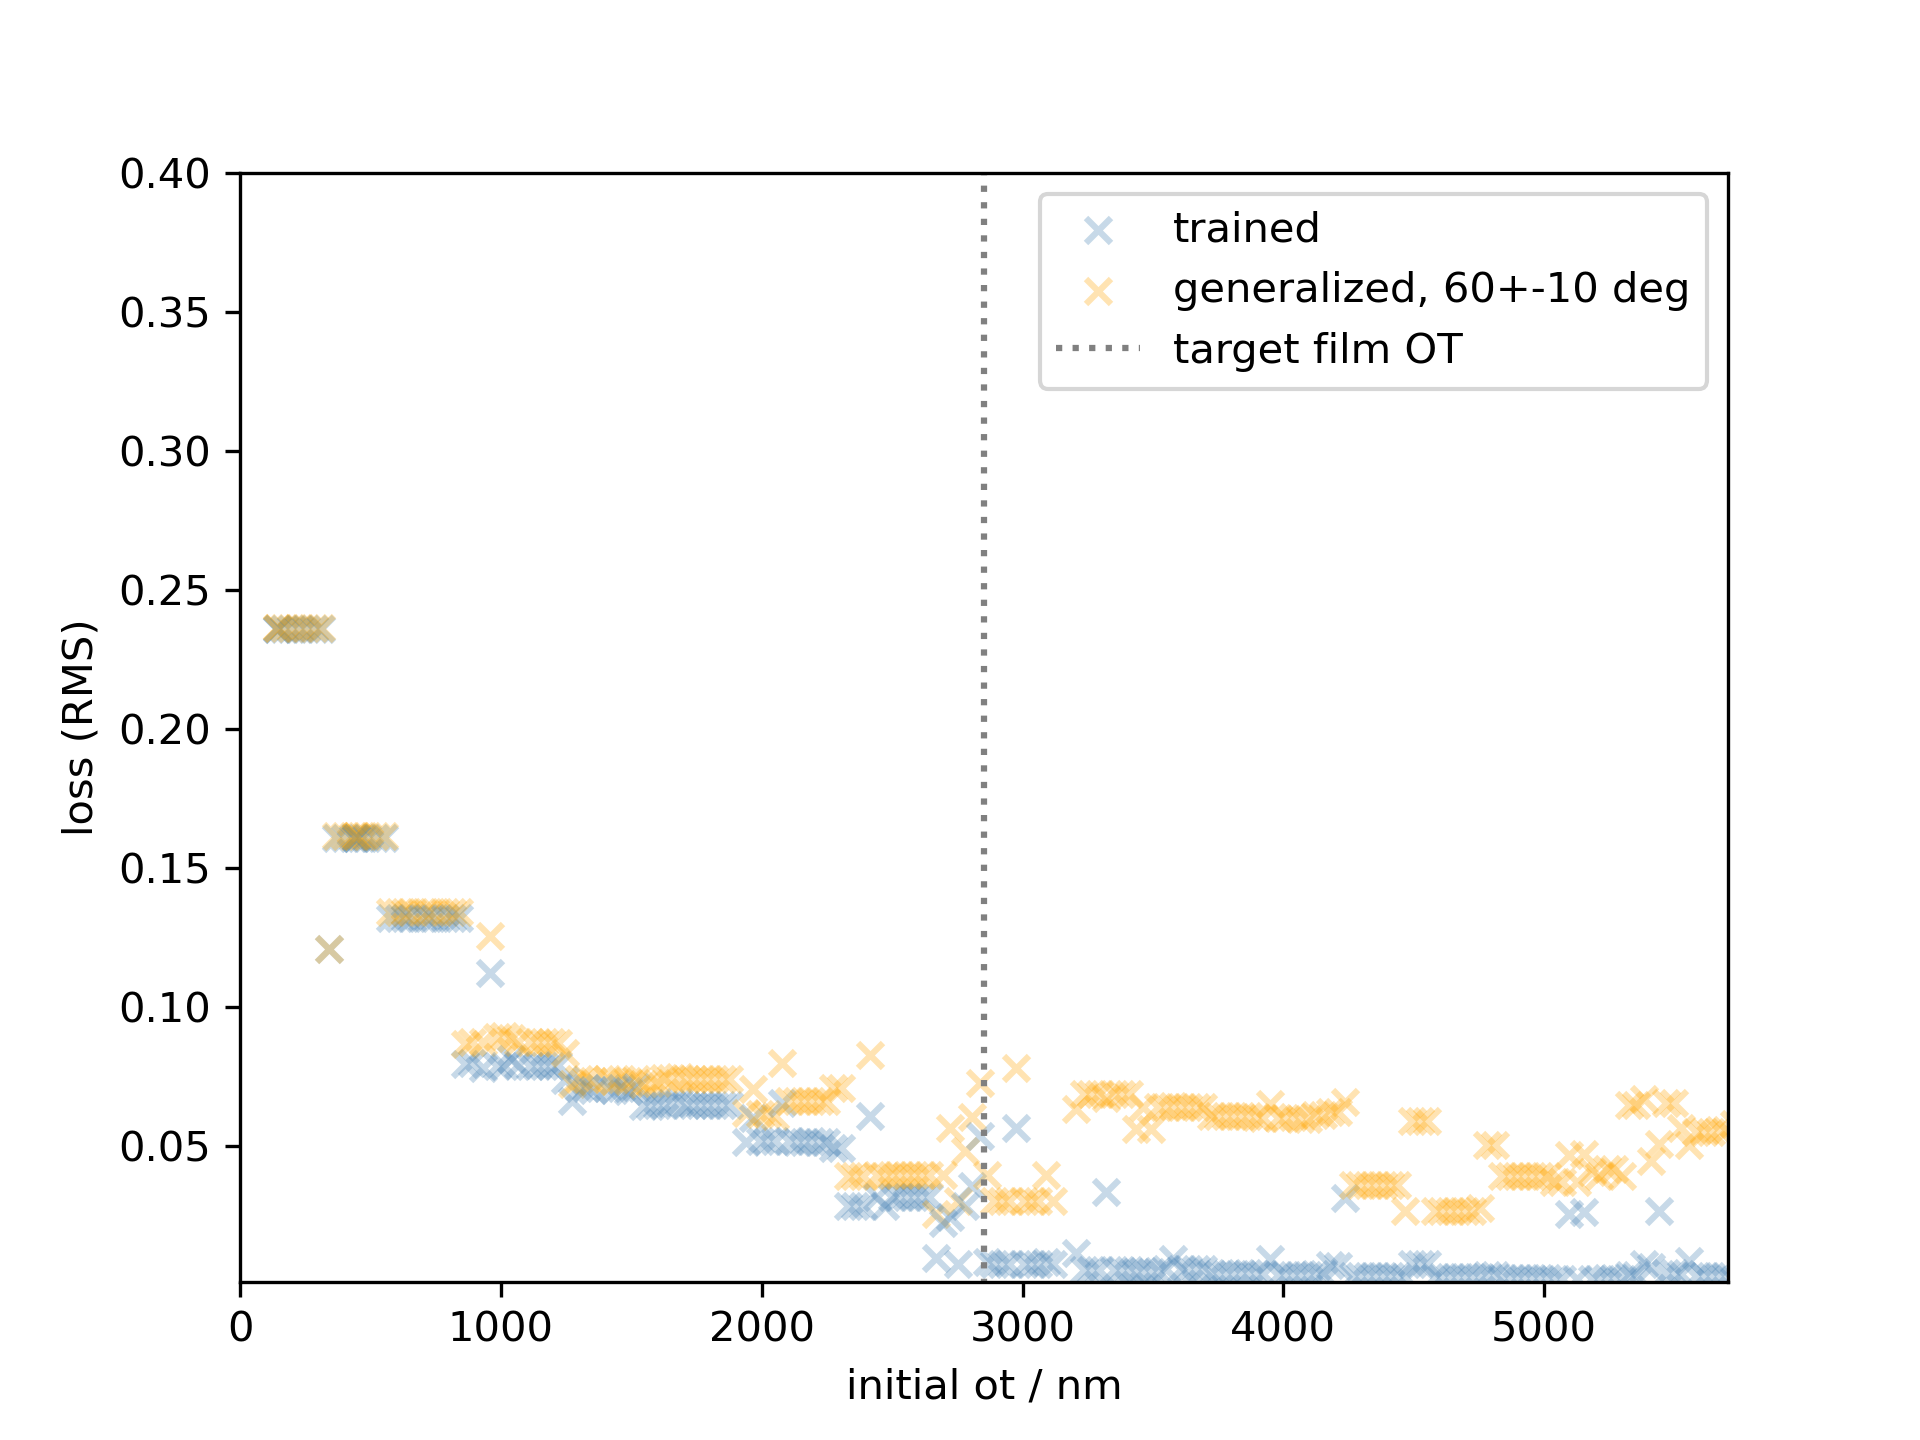 0.40
0.35
0.30
0.25
0.20
0.15
0.10
0.05
loss (RMS)
trained
generalized, 60+-10 deg
target film OT
0 1000 2000 3000 4000 5000
initial ot / nm